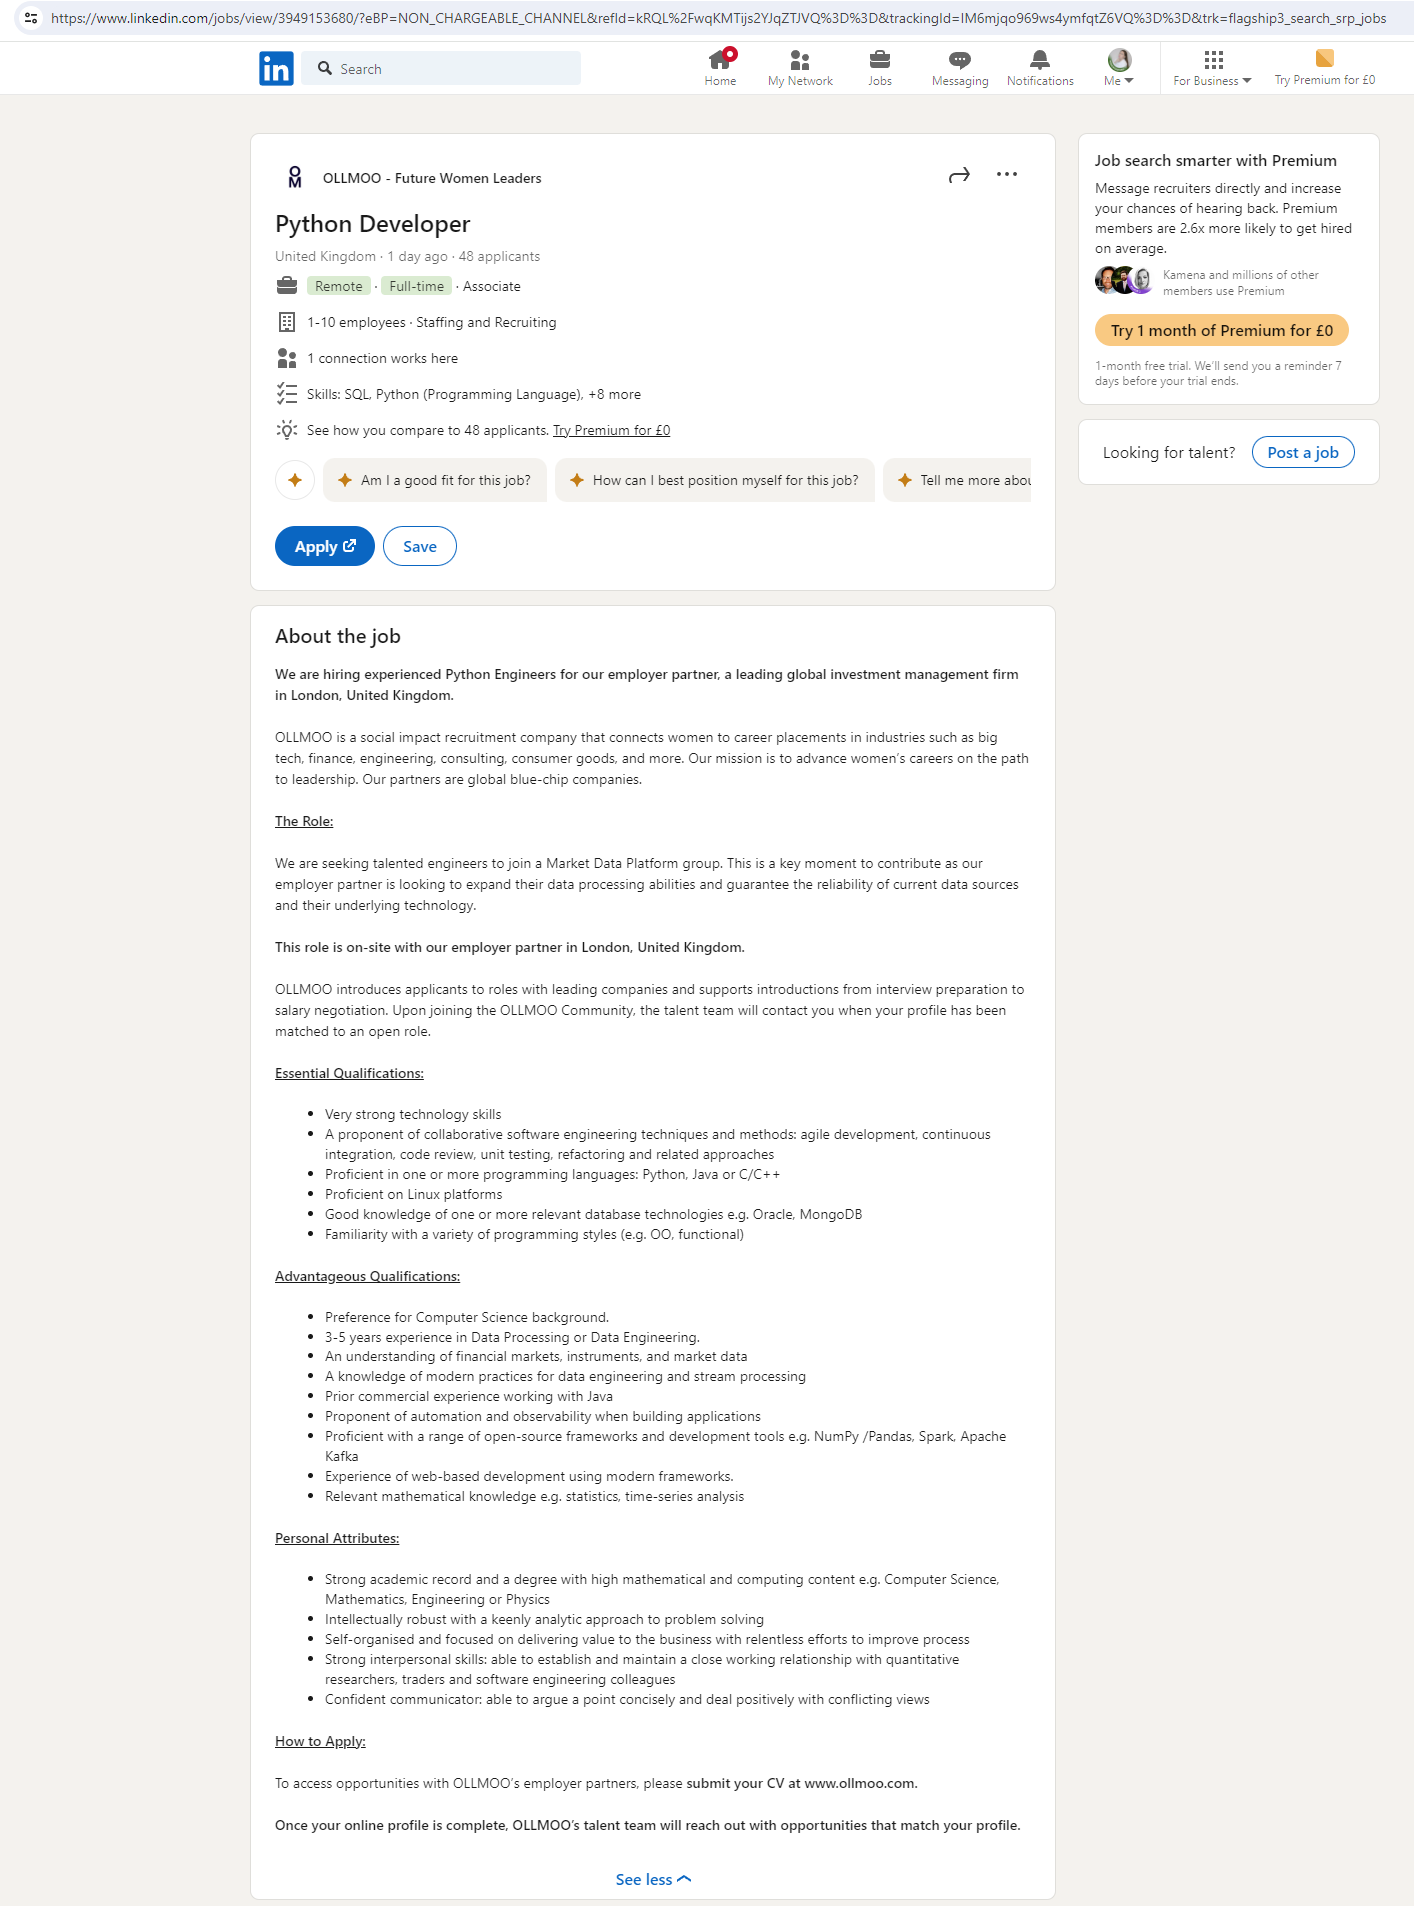 https://www.linkedin.com/jobs/view/3949153680/?eBP=NON_CHARGEABLE_CHANNEL&refId=kRQL%2FwqKMTijs2YJqZTJVQ%3D%3D&trackingId=IM6mjqo969ws4ymfqtZ6VQ%3D%3D&trk=flagship3_search_srp_jobs
in
Search
Home
My Network
Jobs
Messaging
Notifications
Me
For Business
Try Premium for £0
OM
OLLMOO - Future Women Leaders
Python Developer
United Kingdom · 1 day ago · 48 applicants
Remote · Full-time · Associate
1-10 employees · Staffing and Recruiting
1 connection works here
Skills: SQL, Python (Programming Language), +8 more
See how you compare to 48 applicants. Try Premium for £0
Am I a good fit for this job?
How can I best position myself for this job?
Tell me more abou
Apply
Save
Job search smarter with Premium
Message recruiters directly and increase
your chances of hearing back. Premium
members are 2.6x more likely to get hired
on average.
Kamena and millions of other
members use Premium
Try 1 month of Premium for £0
1-month free trial. We'll send you a reminder 7
days before your trial ends.
Looking for talent?
Post a job
About the job
We are hiring experienced Python Engineers for our employer partner, a leading global investment management firm
in London, United Kingdom.
OLLMOO is a social impact recruitment company that connects women to career placements in industries such as big
tech, finance, engineering, consulting, consumer goods, and more. Our mission is to advance women's careers on the path
to leadership. Our partners are global blue-chip companies.
The Role:
We are seeking talented engineers to join a Market Data Platform group. This is a key moment to contribute as our
employer partner is looking to expand their data processing abilities and guarantee the reliability of current data sources
and their underlying technology.
This role is on-site with our employer partner in London, United Kingdom.
OLLMOO introduces applicants to roles with leading companies and supports introductions from interview preparation to
salary negotiation. Upon joining the OLLMOO Community, the talent team will contact you when your profile has been
matched to an open role.
Essential Qualifications:
• Very strong technology skills
• A proponent of collaborative software engineering techniques and methods: agile development, continuous
integration, code review, unit testing, refactoring and related approaches
• Proficient in one or more programming languages: Python, Java or C/C++
• Proficient on Linux platforms
• Good knowledge of one or more relevant database technologies e.g. Oracle, MongoDB
• Familiarity with a variety of programming styles (e.g. OO, functional)
Advantageous Qualifications:
• Preference for Computer Science background.
• 3-5 years experience in Data Processing or Data Engineering.
• An understanding of financial markets, instruments, and market data
• A knowledge of modern practices for data engineering and stream processing
• Prior commercial experience working with Java
• Proponent of automation and observability when building applications
• Proficient with a range of open-source frameworks and development tools e.g. NumPy /Pandas, Spark, Apache
Kafka
• Experience of web-based development using modern frameworks.
• Relevant mathematical knowledge e.g. statistics, time-series analysis
Personal Attributes:
• Strong academic record and a degree with high mathematical and computing content e.g. Computer Science,
Mathematics, Engineering or Physics
• Intellectually robust with a keenly analytic approach to problem solving
• Self-organised and focused on delivering value to the business with relentless efforts to improve process
• Strong interpersonal skills: able to establish and maintain a close working relationship with quantitative
researchers, traders and software engineering colleagues
• Confident communicator: able to argue a point concisely and deal positively with conflicting views
How to Apply:
To access opportunities with OLLMOO's employer partners, please submit your CV at www.ollmoo.com.
Once your online profile is complete, OLLMOO's talent team will reach out with opportunities that match your profile.
See less